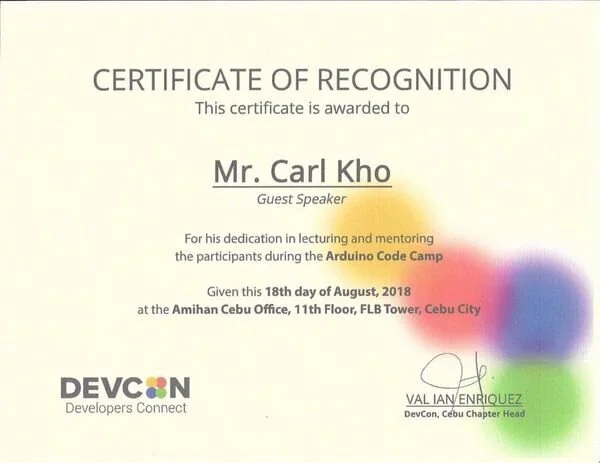 CERTIFICATE OF RECOGNITION
This certificate is awarded to
Mr. Carl Kho
Guest Speaker
For his dedication in lecturing and mentoring
the participants during the Arduino Code Camp
Given this 18th day of August, 2018
at the Amihan Cebu Office, 11th Floor, FLB Tower, Cebu City
DEVCON
Developers Connect
VAL IAN ENRIQUEZ
DevCon, Cebu Chapter Head